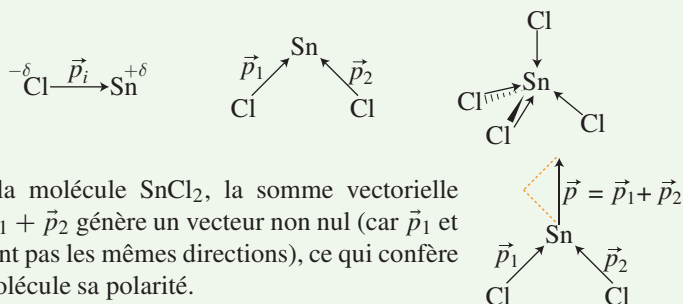 Cl
−δ Cl p⃗i Sn +δ
Sn
p⃗1 p⃗2
Cl Cl
Sn
Cl
Cl
Cl
la molécule SnCl2, la somme vectorielle
1 + p⃗2 génère un vecteur non nul (car p⃗1 et
nt pas les mêmes directions), ce qui confère
olécule sa polarité.
p⃗ = p⃗1 + p⃗2
Sn
p⃗1 p⃗2
Cl Cl